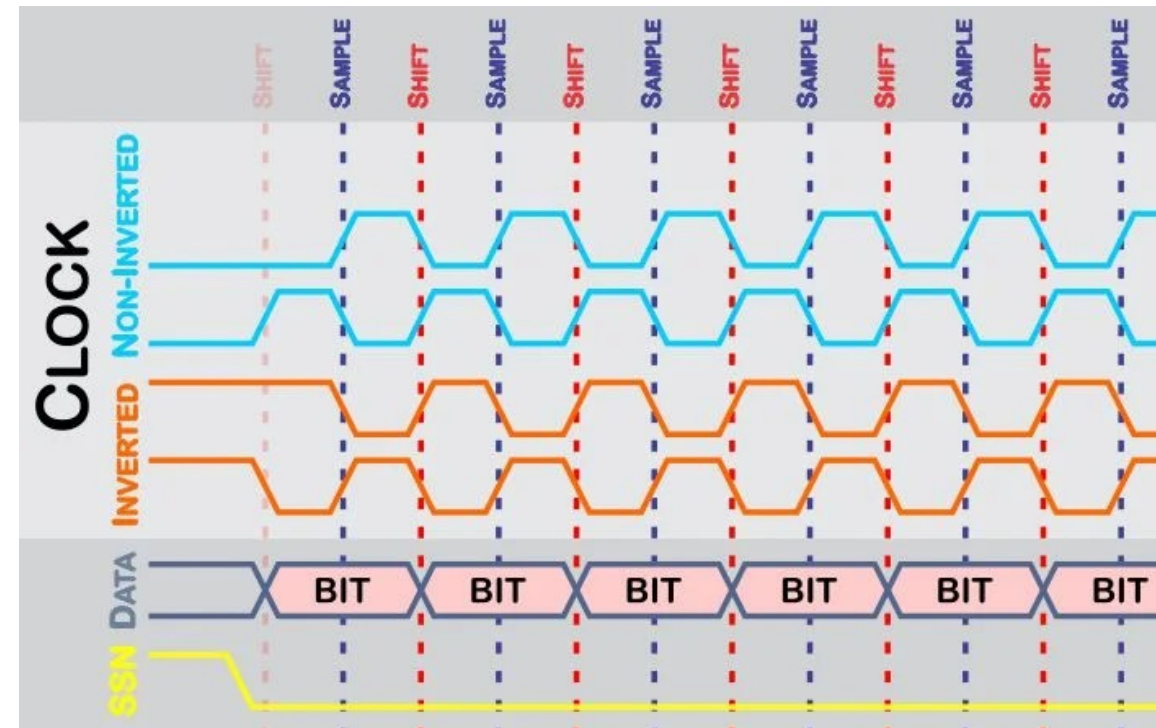 SHIFT SAMPLE SHIFT SAMPLE SHIFT SAMPLE SHIFT SAMPLE SHIFT SAMPLE SHIFT SAMPLE
CLOCK
NON-INVERTED
INVERTED
DATA
BIT BIT BIT BIT BIT BIT
SSN